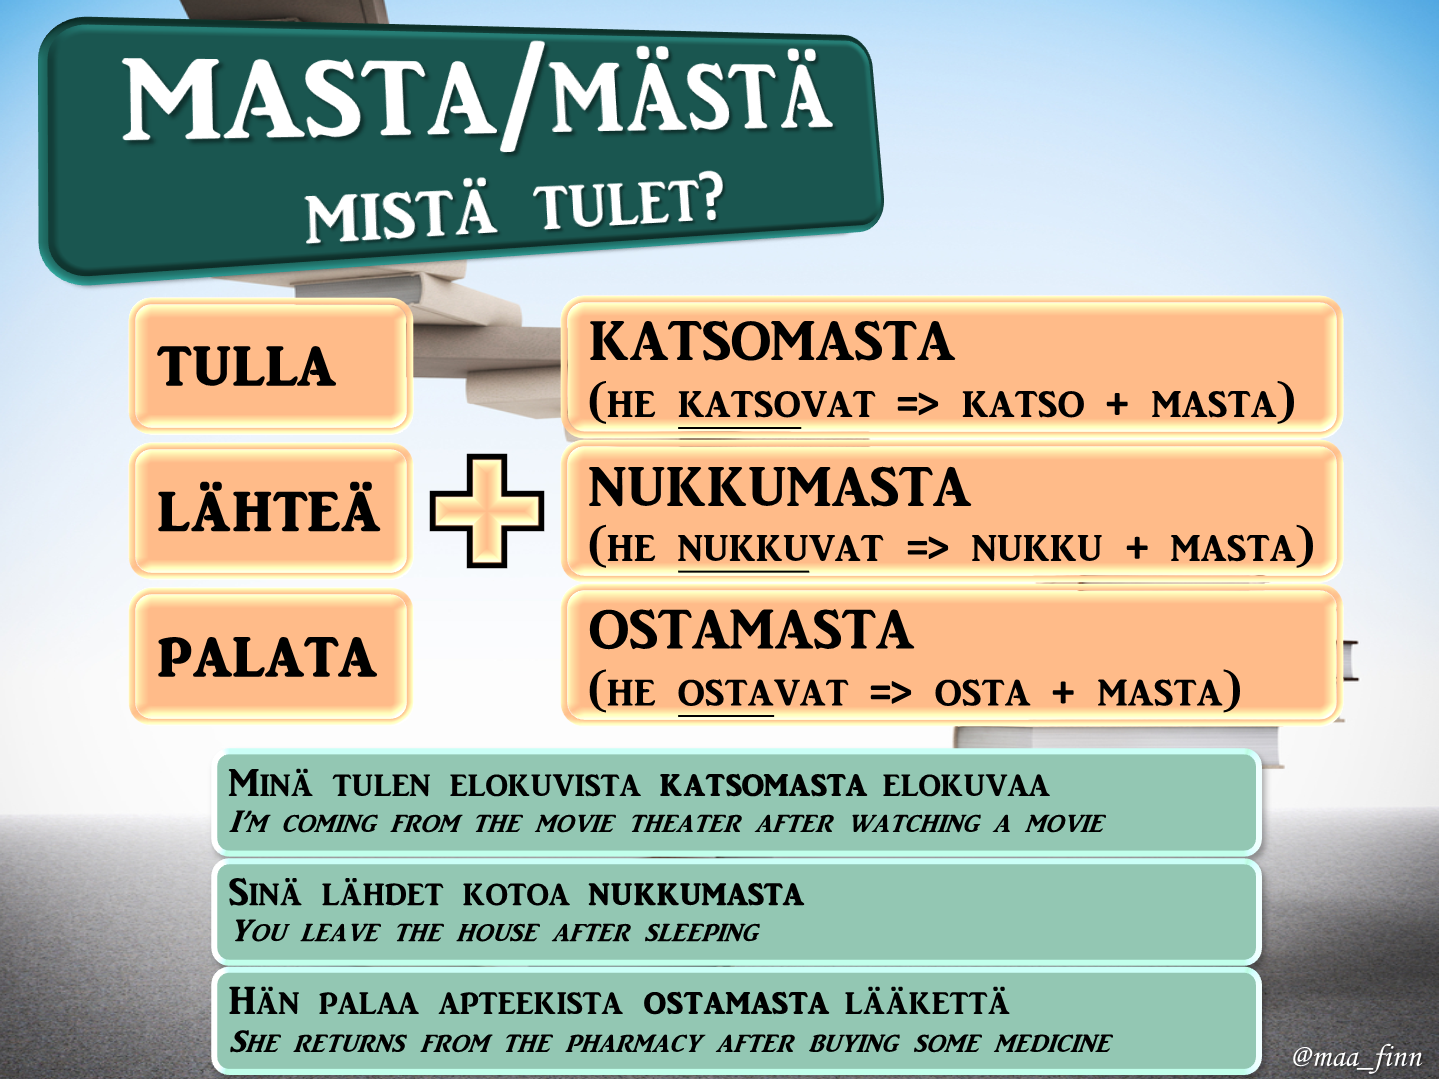 MASTA/MÄSTÄ
MISTÄ TULET?
TULLA
KATSOMASTA
(HE KATSOVAT => KATSO + MASTA)
LÄHTEÄ
NUKKUMASTA
(HE NUKKUVAT => NUKKU + MASTA)
PALATA
OSTAMASTA
(HE OSTAVAT => OSTA + MASTA)
MINÄ TULEN ELOKUVISTA KATSOMASTA ELOKUVAA
I'M COMING FROM THE MOVIE THEATER AFTER WATCHING A MOVIE
SINÄ LÄHDET KOTOA NUKKUMASTA
YOU LEAVE THE HOUSE AFTER SLEEPING
HÄN PALAA APTEEKISTA OSTAMASTA LÄÄKETTÄ
SHE RETURNS FROM THE PHARMACY AFTER BUYING SOME MEDICINE
@maa_finn